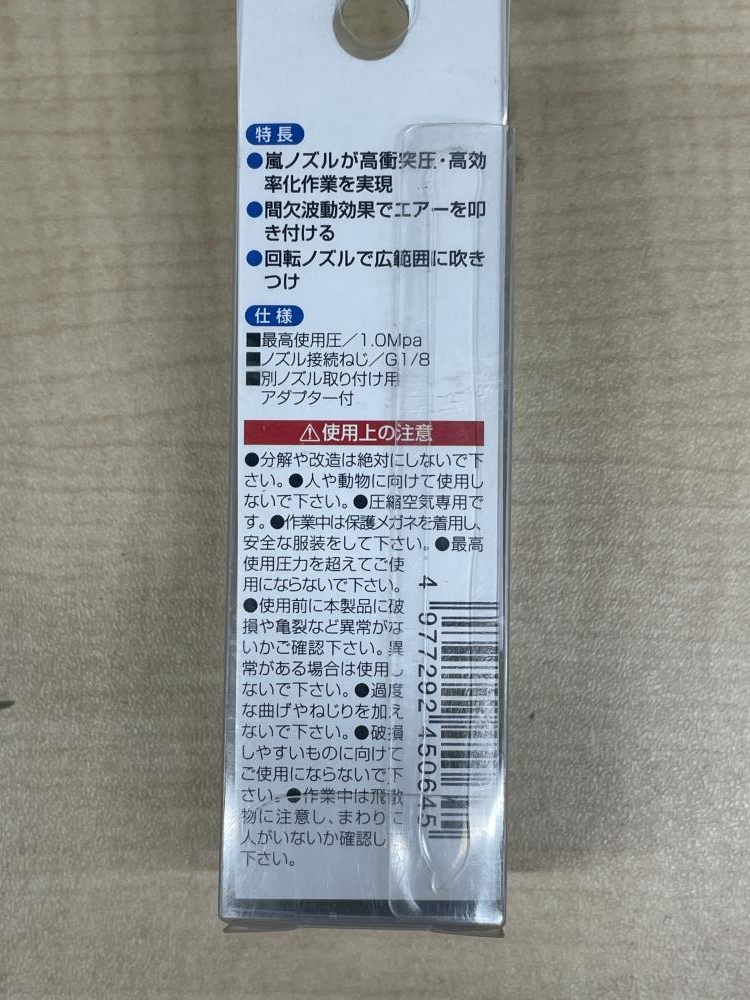 特長
●嵐ノズルが高衝突圧・高効
率化作業を実現
●間欠波動効果でエアーを叩
き付ける
●回転ノズルで広範囲に吹き
つけ
仕様
■最高使用圧／1.0Mpa
■ノズル接続ねじ／G1/8
■別ノズル取り付け用
アダプター付
⚠使用上の注意
●分解や改造は絶対にしないで下
さい。●人や動物に向けて使用し
ないで下さい。●圧縮空気専用で
す。●作業中は保護メガネを着用し、
安全な服装をして下さい。●最高
使用圧力を超えてご使
用にならないで下さい。
●使用前に本製品に破
損や亀裂など異常がな
いかご確認下さい。異
常がある場合は使用し
ないで下さい。●過度
な曲げやねじりを加え
ないで下さい。●破損
しやすいものに向けて
ご使用にならないで下
さい。●作業中は飛散
物に注意し、まわりに
人がいないか確認して
下さい。
4 977292 450645